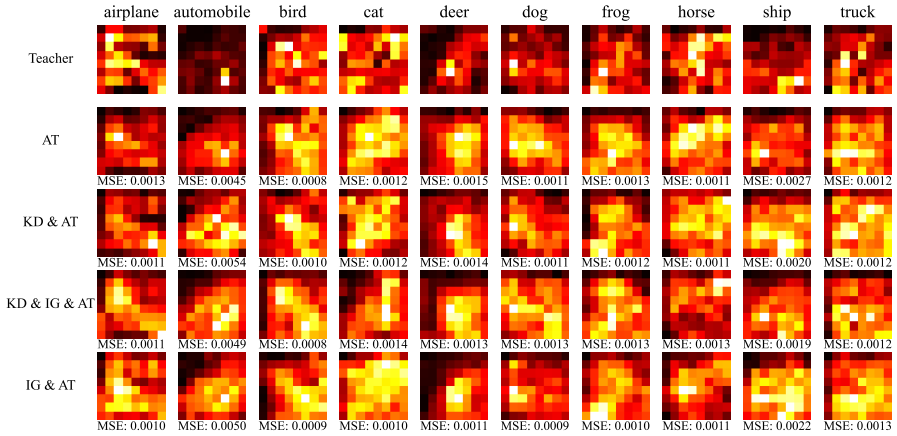 airplane automobile bird cat deer dog frog horse ship truck
Teacher
AT
MSE: 0.0013 MSE: 0.0045 MSE: 0.0008 MSE: 0.0012 MSE: 0.0015 MSE: 0.0011 MSE: 0.0013 MSE: 0.0011 MSE: 0.0027 MSE: 0.0012
KD & AT
MSE: 0.0011 MSE: 0.0054 MSE: 0.0010 MSE: 0.0012 MSE: 0.0014 MSE: 0.0011 MSE: 0.0012 MSE: 0.0011 MSE: 0.0020 MSE: 0.0012
KD & IG & AT
MSE: 0.0011 MSE: 0.0049 MSE: 0.0008 MSE: 0.0014 MSE: 0.0013 MSE: 0.0013 MSE: 0.0013 MSE: 0.0013 MSE: 0.0019 MSE: 0.0012
IG & AT
MSE: 0.0010 MSE: 0.0050 MSE: 0.0009 MSE: 0.0010 MSE: 0.0011 MSE: 0.0009 MSE: 0.0010 MSE: 0.0011 MSE: 0.0022 MSE: 0.0013